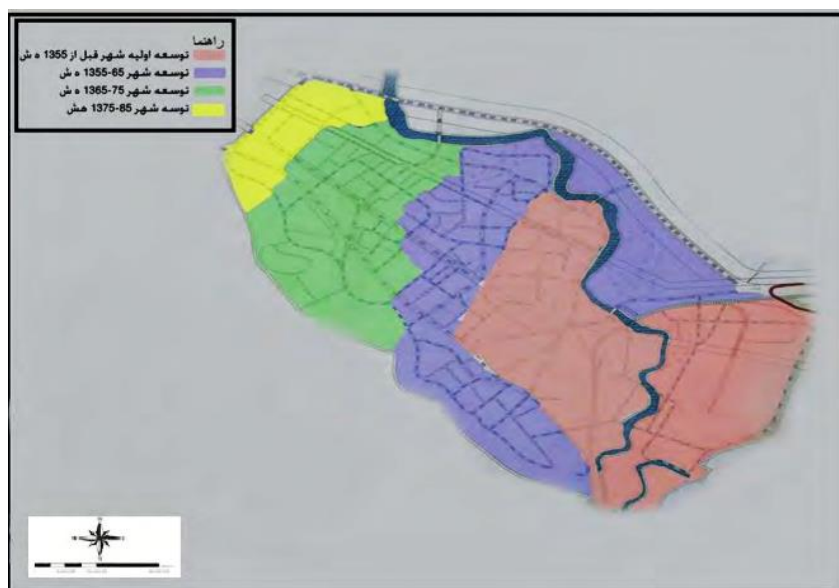 راهنما
توسعه اولیه شهر قبل از 1355 ه ش
توسعه شهر 65-1355 ه ش
توسعه شهر 75-1365 ه ش
توسه شهر 85-1375 هش